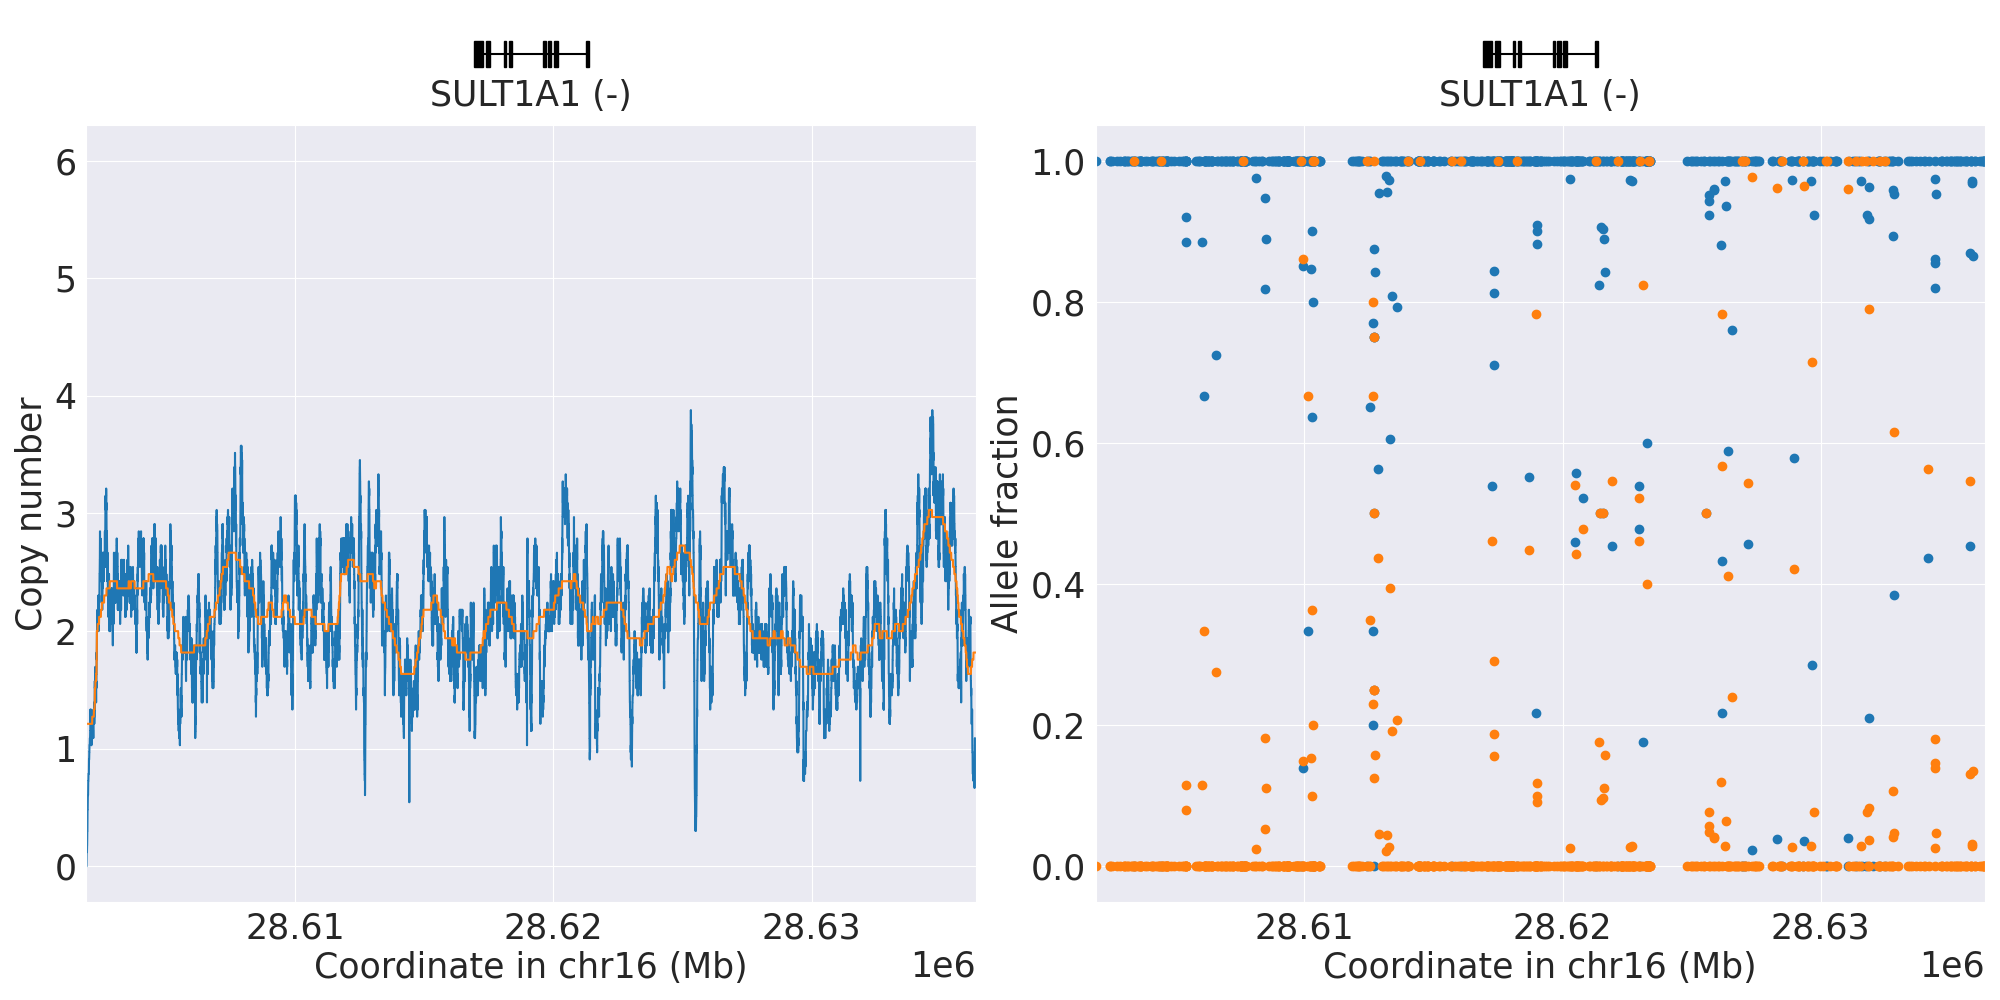 SULT1A1 (-)
6
5
4
3
2
1
0
Copy number
28.61
28.62
28.63
Coordinate in chr16 (Mb)
1e6
SULT1A1 (-)
1.0
0.8
0.6
0.4
0.2
0.0
Allele fraction
28.61
28.62
28.63
Coordinate in chr16 (Mb)
1e6